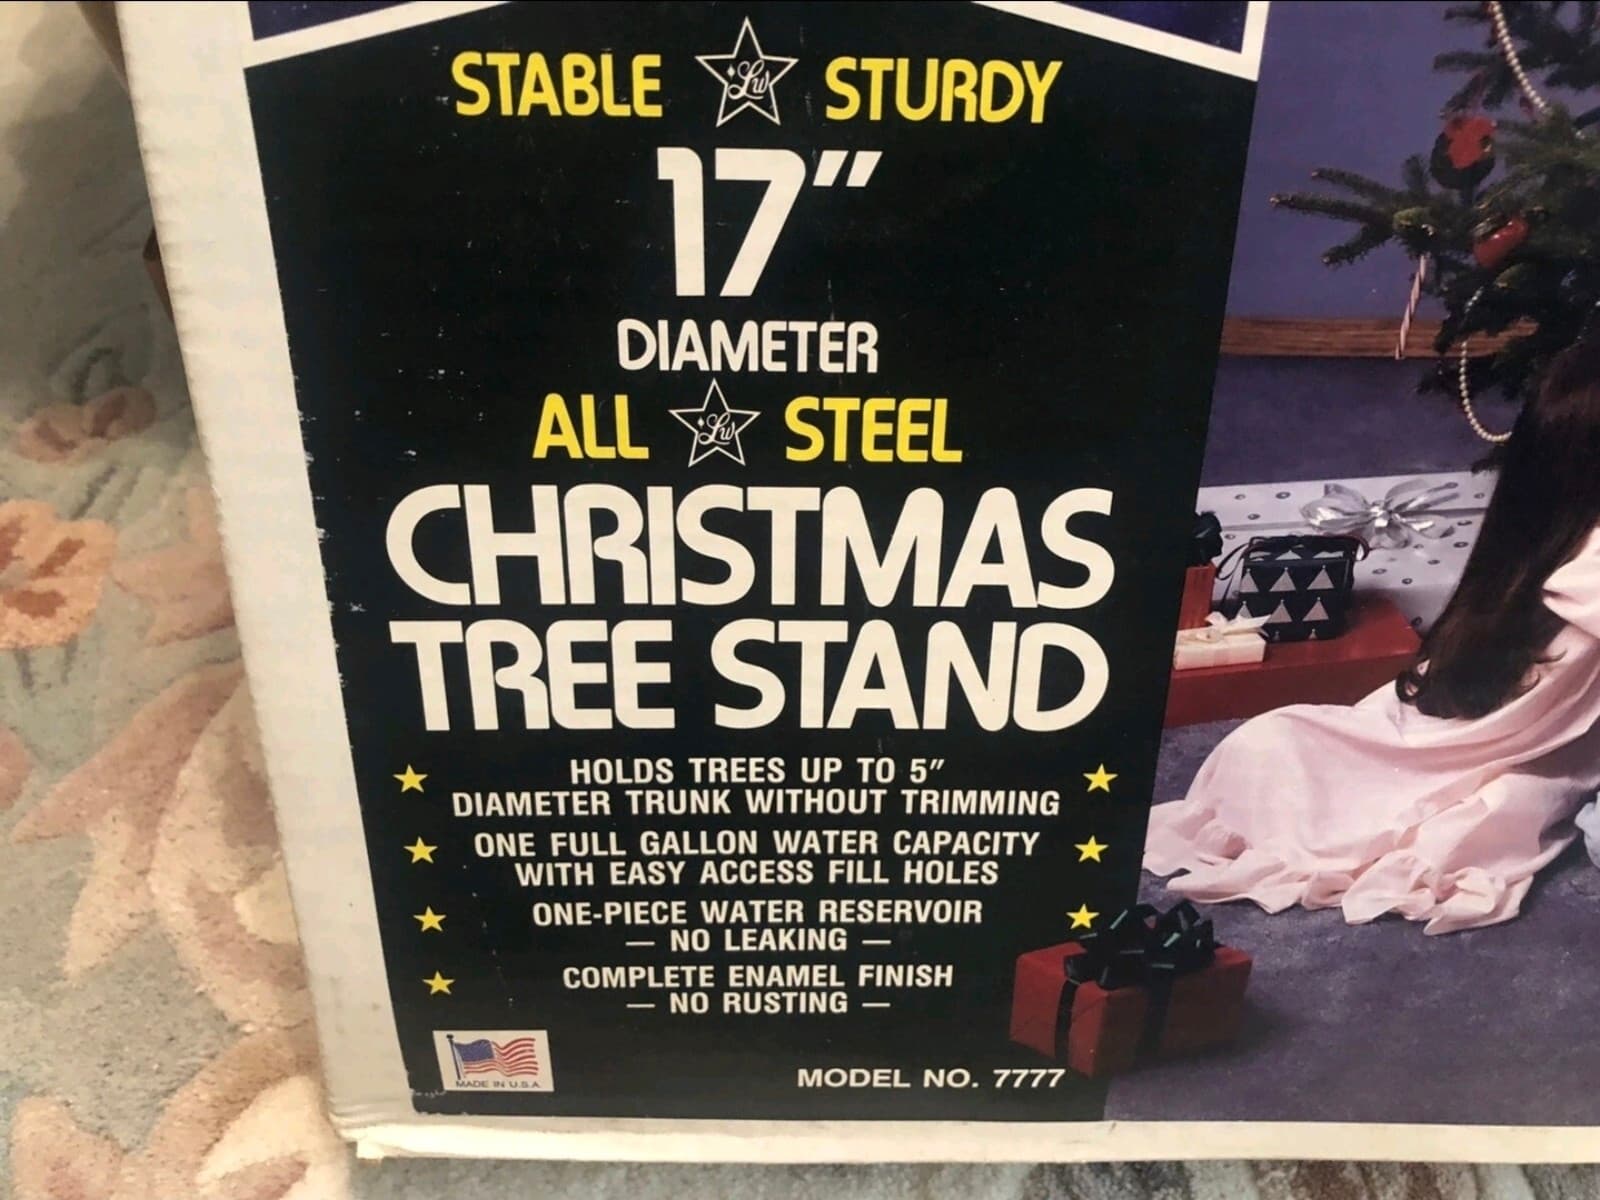 STABLE Lw STURDY
17"
DIAMETER
ALL Lw STEEL
CHRISTMAS
TREE STAND
HOLDS TREES UP TO 5"
DIAMETER TRUNK WITHOUT TRIMMING
ONE FULL GALLON WATER CAPACITY
WITH EASY ACCESS FILL HOLES
ONE-PIECE WATER RESERVOIR
— NO LEAKING —
COMPLETE ENAMEL FINISH
— NO RUSTING —
MADE IN U.S.A.
MODEL NO. 7777